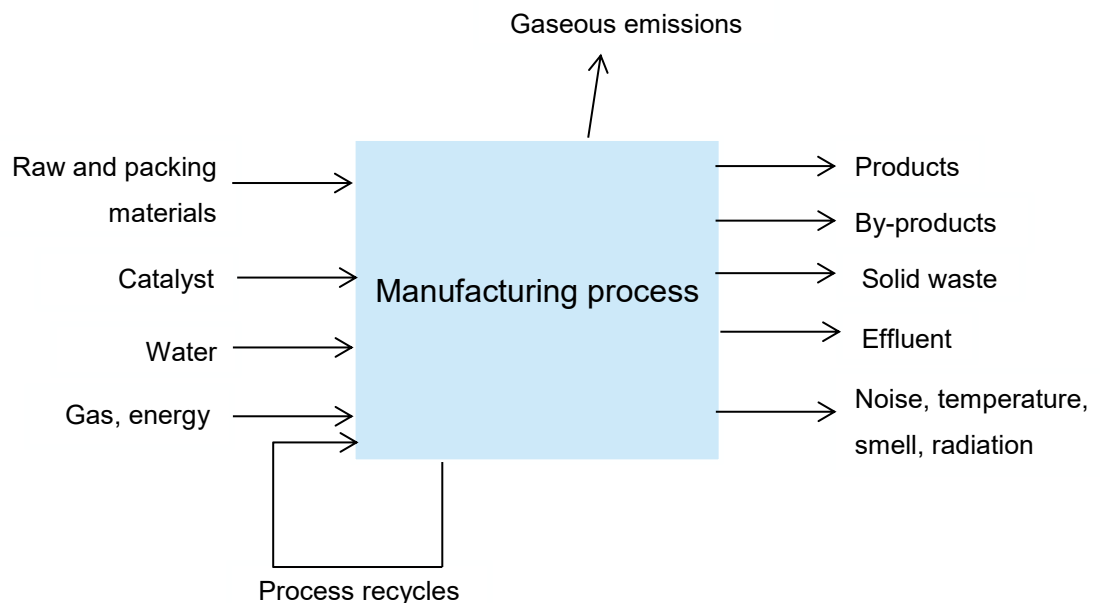 Gaseous emissions
Raw and packing
materials
Catalyst
Water
Gas, energy
Manufacturing process
Products
By-products
Solid waste
Effluent
Noise, temperature,
smell, radiation
Process recycles